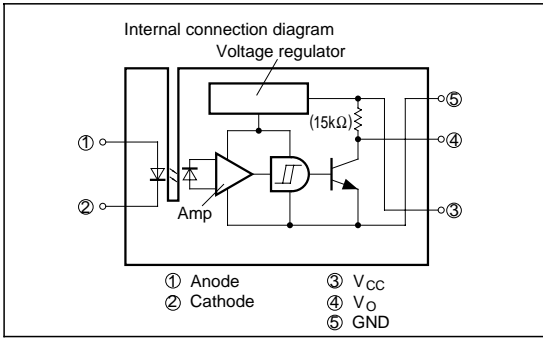 Internal connection diagram
Voltage regulator
(15kΩ)
⑤
①
④
②
Amp
③
① Anode
② Cathode
③ VCC
④ VO
⑤ GND